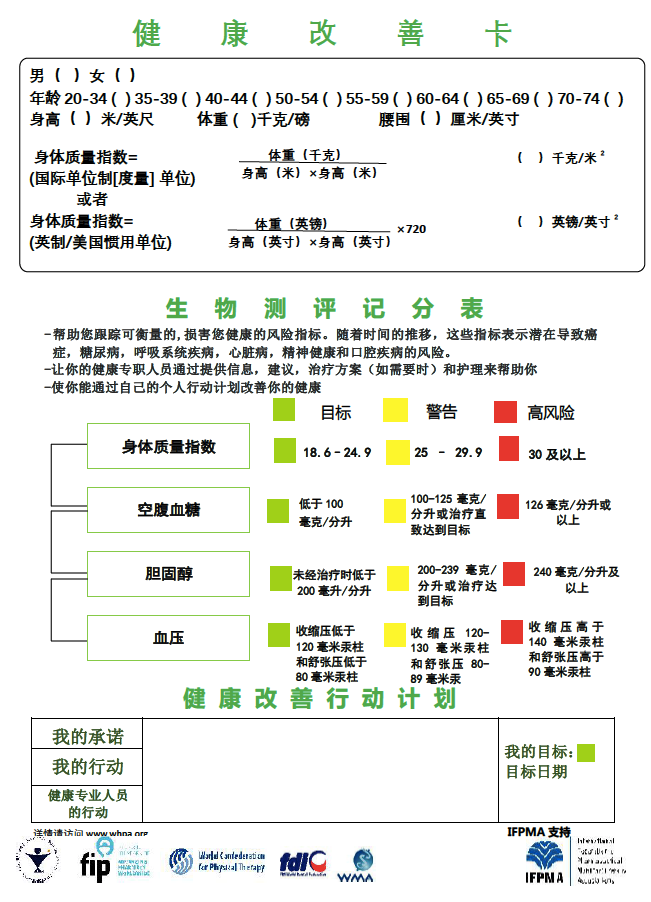 健 康 改 善 卡
男（ ）女（ ）
年龄 20-34 ( ) 35-39 ( ) 40-44 ( ) 50-54 ( ) 55-59 ( ) 60-64 ( ) 65-69 ( ) 70-74 ( )
身高（ ）米/英尺 体重 ( )千克/磅 腰围（ ）厘米/英寸
身体质量指数= 体重（千克） （ ）千克/米²
(国际单位制[度量] 单位) 身高（米）×身高（米）
或者
身体质量指数= 体重（英镑） ×720 （ ）英镑/英寸²
(英制/美国惯用单位) 身高（英寸）×身高（英寸）
生 物 测 评 记 分 表
-帮助您跟踪可衡量的,损害您健康的风险指标。随着时间的推移，这些指标表示潜在导致癌
症，糖尿病，呼吸系统疾病，心脏病，精神健康和口腔疾病的风险。
-让你的健康专职人员通过提供信息，建议，治疗方案（如需要时）和护理来帮助你
-使你能通过自己的个人行动计划改善你的健康
目标 警告 高风险
身体质量指数 18.6-24.9 25 - 29.9 30 及以上
空腹血糖
低于 100
毫克/分升
100-125 毫克/
分升或治疗直
致达到目标
126 毫克/分升或
以上
胆固醇
未经治疗时低于
200 毫升/分升
200-239 毫克/
分升或治疗达
到目标
240 毫克/分升及
以上
血压
收缩压低于
120 毫米汞柱
和舒张压低于
80 毫米汞柱
收缩压 120-
130 毫米汞柱
和舒张压 80-
89 毫米汞
收缩压高于
140 毫米汞柱
和舒张压高于
90 毫米汞柱
健康改善行动计划
我的承诺
我的行动
健康专业人员
的行动
我的目标:
目标日期
详情请访问 www.whpa.org
IFPMA 支持
fip
World Confederation
for Physical Therapy
fdi
FDI World Dental Federation
WMA
IFPMA
International
Federation of
Pharmaceutical
Manufacturers
Associations